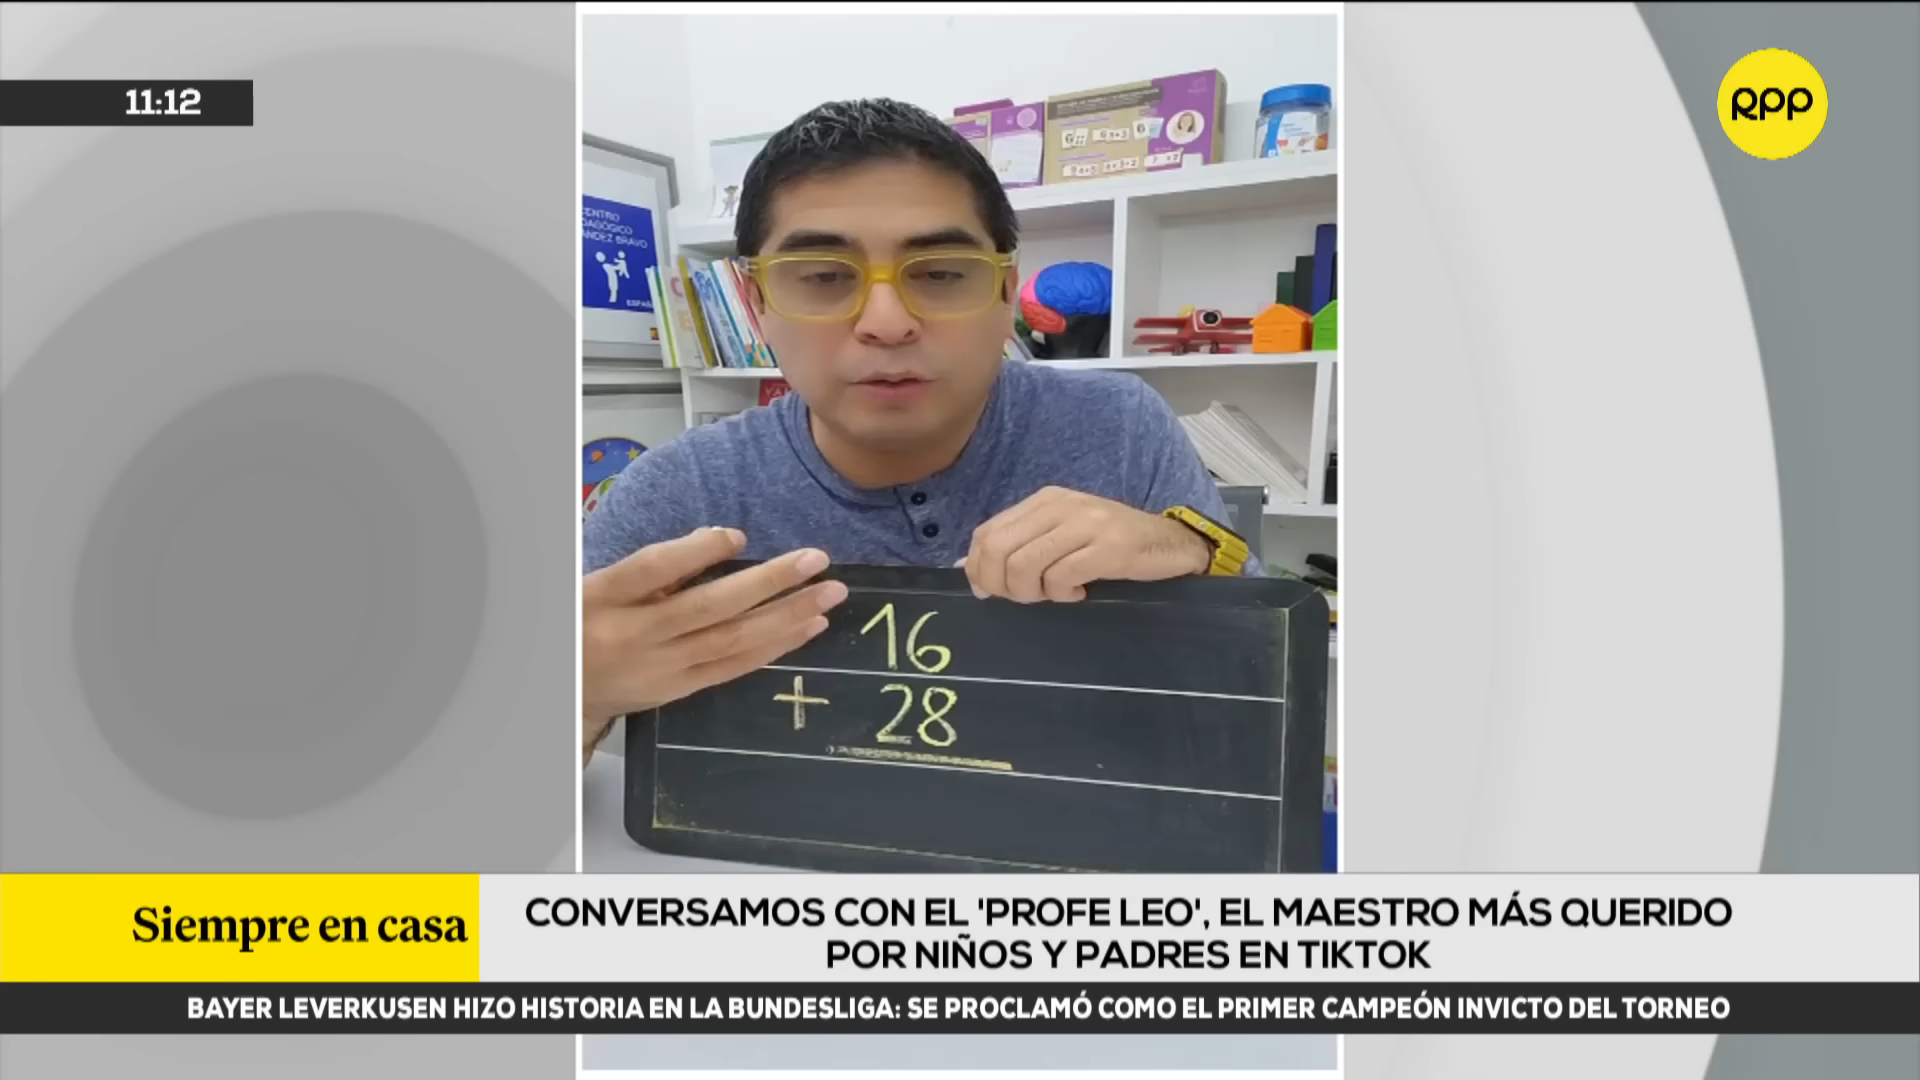 11:12
RPP
CENTRO
ESPAÑ
16
+ 28
Siempre en casa
CONVERSAMOS CON EL 'PROFE LEO', EL MAESTRO MÁS QUERIDO
POR NIÑOS Y PADRES EN TIKTOK
BAYER LEVERKUSEN HIZO HISTORIA EN LA BUNDESLIGA: SE PROCLAMÓ COMO EL PRIMER CAMPEÓN INVICTO DEL TORNEO